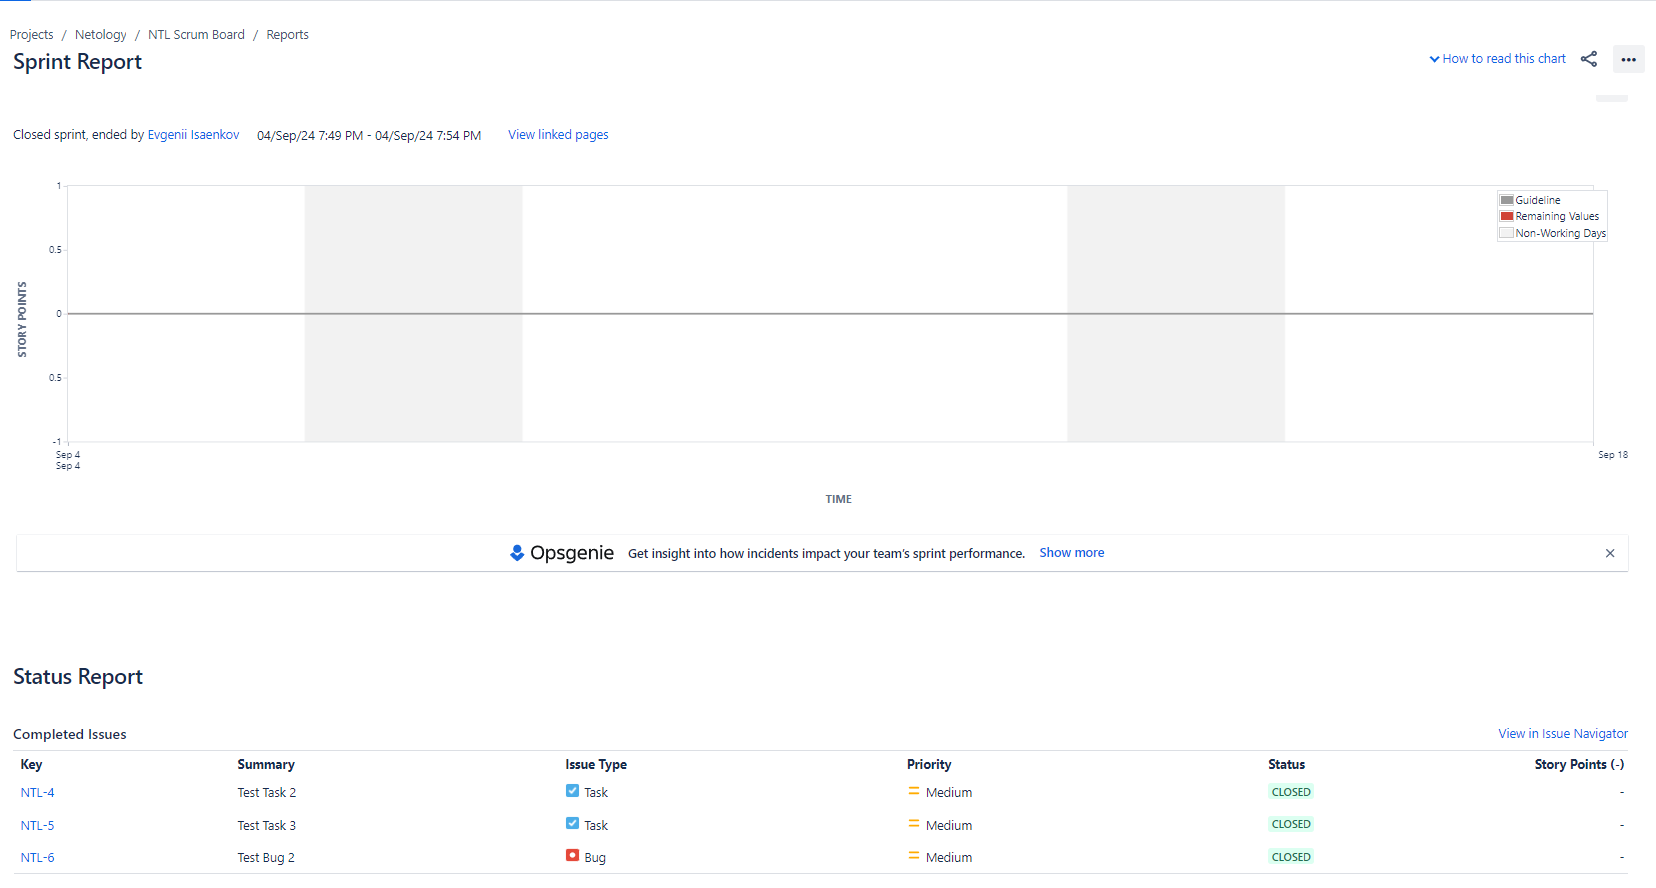 Projects / Netology / NTL Scrum Board / Reports
Sprint Report
How to read this chart
Closed sprint, ended by Evgenii Isaenkov 04/Sep/24 7:49 PM - 04/Sep/24 7:54 PM View linked pages
1
0.5
0
0.5
-1
STORY POINTS
Guideline
Remaining Values
Non-Working Days
Sep 4
Sep 4
Sep 18
TIME
Opsgenie Get insight into how incidents impact your team's sprint performance. Show more
Status Report
Completed Issues View in Issue Navigator
Key Summary Issue Type Priority Status Story Points (-)
NTL-4 Test Task 2 Task Medium CLOSED -
NTL-5 Test Task 3 Task Medium CLOSED -
NTL-6 Test Bug 2 Bug Medium CLOSED -